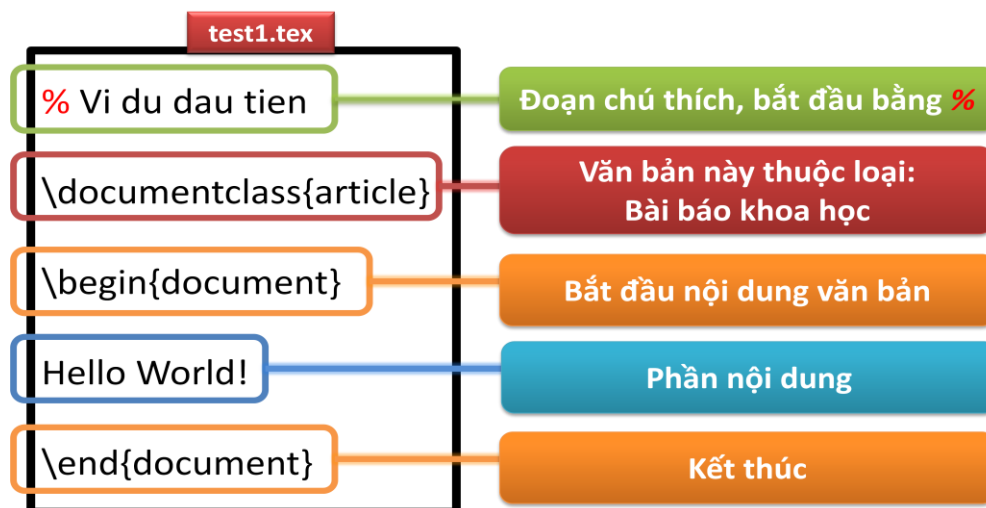 test1.tex
% Vi du dau tien
Đoạn chú thích, bắt đầu bằng %
\documentclass{article}
Văn bản này thuộc loại:
Bài báo khoa học
\begin{document}
Bắt đầu nội dung văn bản
Hello World!
Phần nội dung
\end{document}
Kết thúc